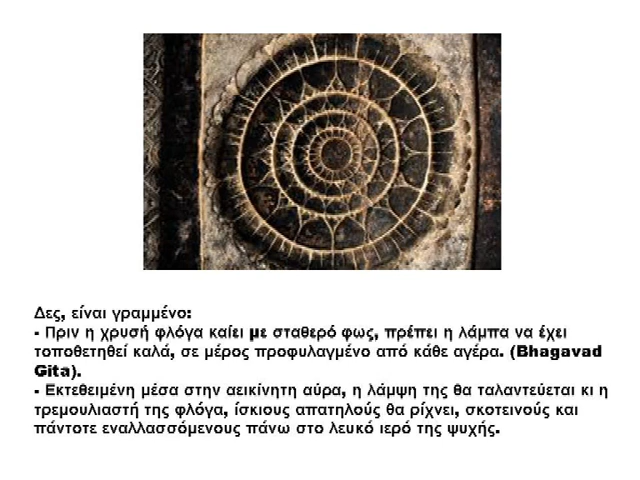 Δες, είναι γραμμένο:
- Πριν η χρυσή φλόγα καίει με σταθερό φως, πρέπει η λάμπα να έχει
τοποθετηθεί καλά, σε μέρος προφυλαγμένο από κάθε αγέρα. (Bhagavad
Gita).
- Εκτεθειμένη μέσα στην αεικίνητη αύρα, η λάμψη της θα ταλαντεύεται κι η
τρεμουλιαστή της φλόγα, ίσκιους απατηλούς θα ρίχνει, σκοτεινούς και
πάντοτε εναλλασσόμενους πάνω στο λευκό ιερό της ψυχής.